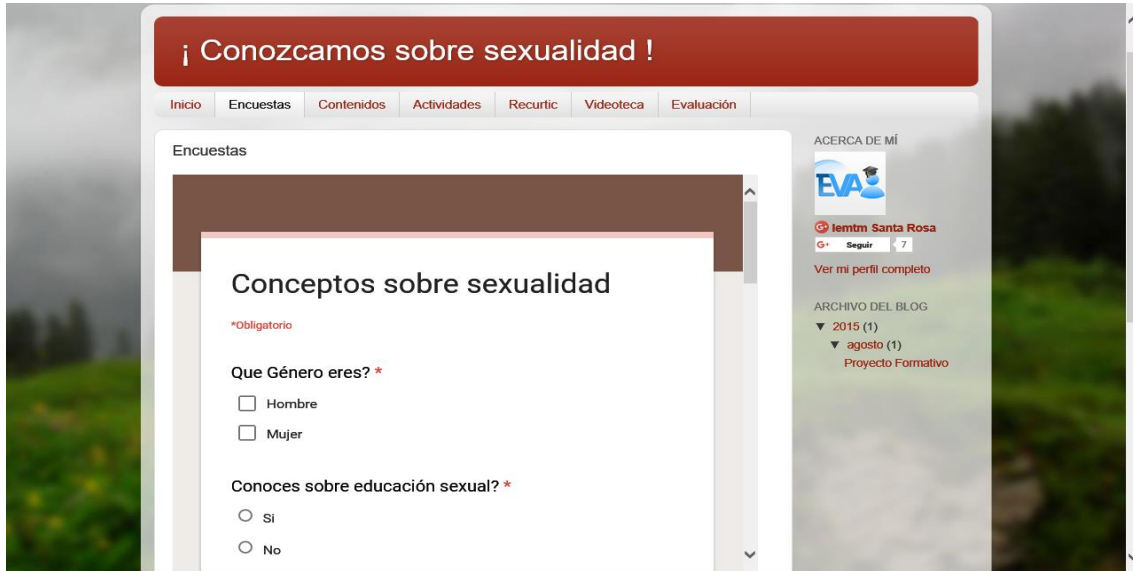 ¡ Conozcamos sobre sexualidad !
Inicio Encuestas Contenidos Actividades Recurtic Videoteca Evaluación
Encuestas
Conceptos sobre sexualidad
*Obligatorio
Que Género eres? *
Hombre
Mujer
Conoces sobre educación sexual? *
Si
No
ACERCA DE MÍ
EVA
G+ Iemtm Santa Rosa
G+ Seguir 7
Ver mi perfil completo
ARCHIVO DEL BLOG
▼ 2015 (1)
▼ agosto (1)
Proyecto Formativo